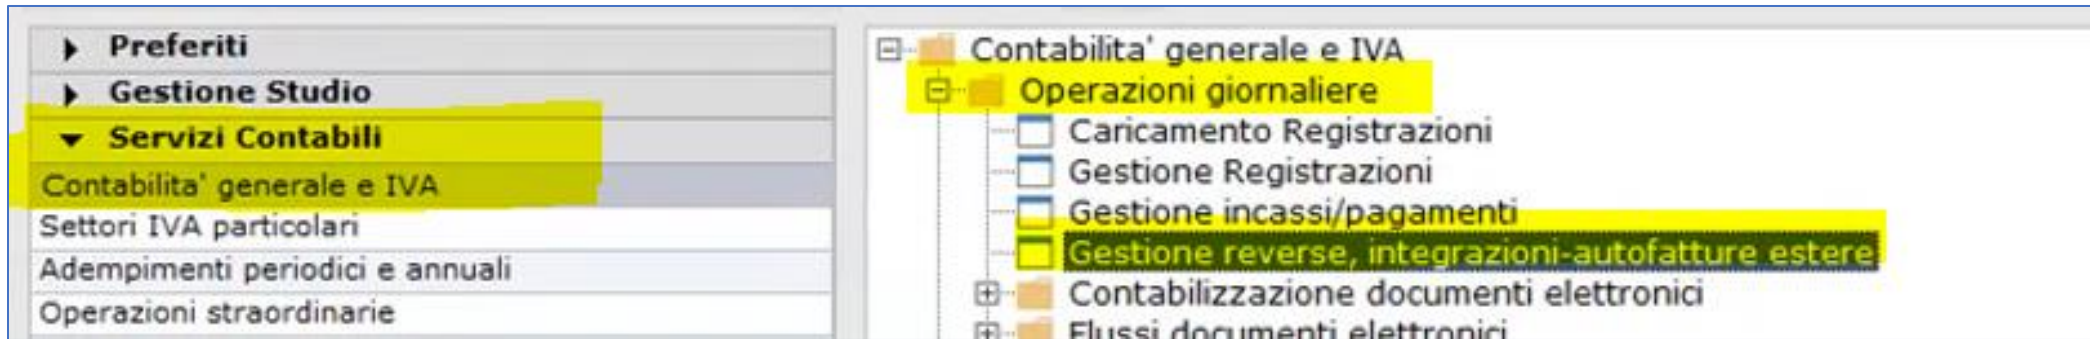 Preferiti
Gestione Studio
Servizi Contabili
Contabilita' generale e IVA
Settori IVA particolari
Adempimenti periodici e annuali
Operazioni straordinarie
Contabilita' generale e IVA
Operazioni giornaliere
Caricamento Registrazioni
Gestione Registrazioni
Gestione incassi/pagamenti
Gestione reverse, integrazioni-autofatture estere
Contabilizzazione documenti elettronici
Flussi documenti elettronici